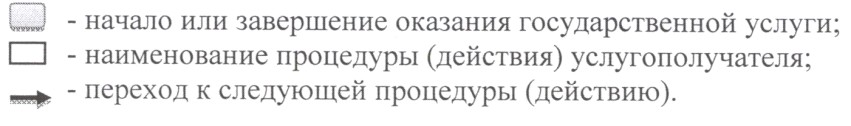 - начало или завершение оказания государственной услуги;
- наименование процедуры (действия) услугополучателя;
- переход к следующей процедуры (действию).